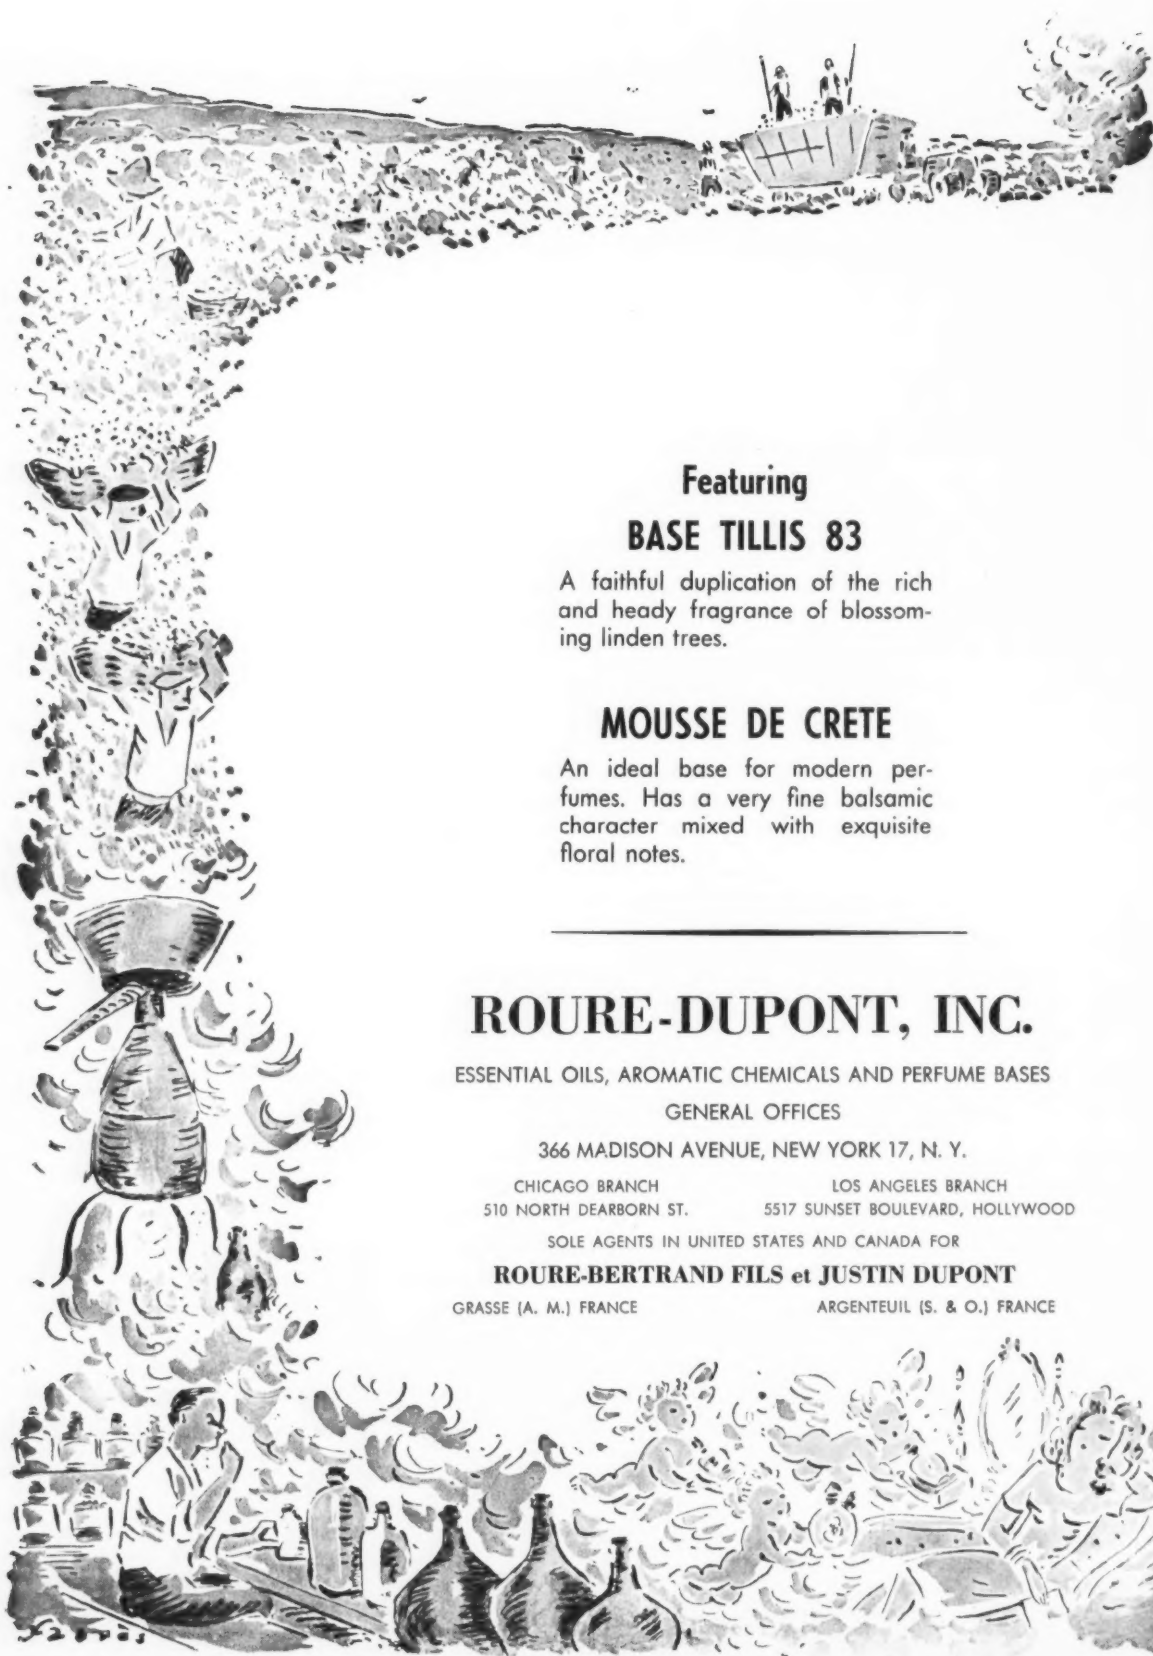 Featuring
BASE TILLIS 83
A faithful duplication of the rich
and heady fragrance of blossom-
ing linden trees.
MOUSSE DE CRETE
An ideal base for modern per-
fumes. Has a very fine balsamic
character mixed with exquisite
floral notes.
ROURE-DUPONT, INC.
ESSENTIAL OILS, AROMATIC CHEMICALS AND PERFUME BASES
GENERAL OFFICES
366 MADISON AVENUE, NEW YORK 17, N. Y.
CHICAGO BRANCH
510 NORTH DEARBORN ST.
LOS ANGELES BRANCH
5517 SUNSET BOULEVARD, HOLLYWOOD
SOLE AGENTS IN UNITED STATES AND CANADA FOR
ROURE-BERTRAND FILS et JUSTIN DUPONT
GRASSE (A. M.) FRANCE
ARGENTEUIL (S. & O.) FRANCE